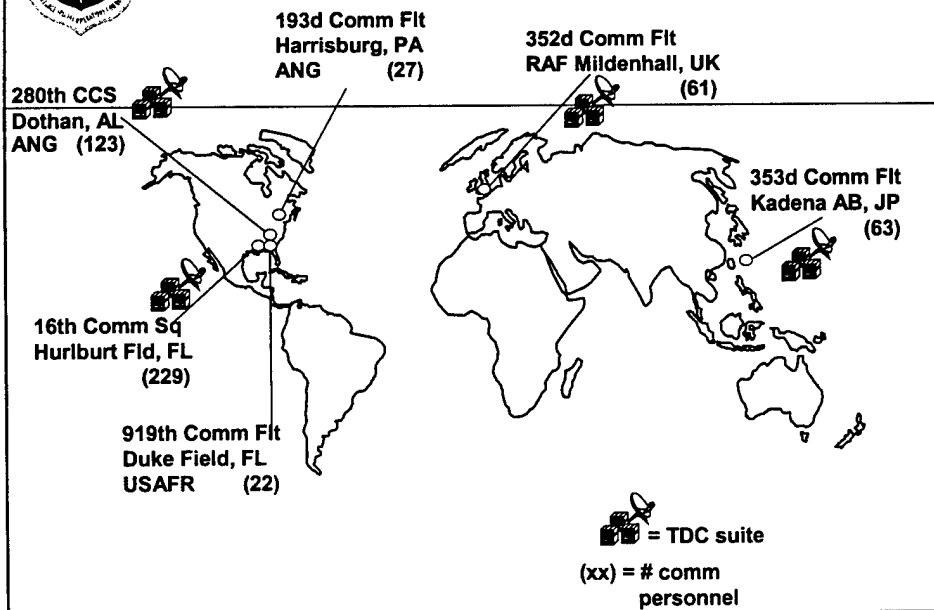 193d Comm Flt
Harrisburg, PA
ANG (27)
352d Comm Flt
RAF Mildenhall, UK
(61)
280th CCS
Dothan, AL
ANG (123)
353d Comm Flt
Kadena AB, JP
(63)
16th Comm Sq
Hurlburt Fld, FL
(229)
919th Comm Flt
Duke Field, FL
USAFR (22)
= TDC suite
(xx) = # comm
personnel